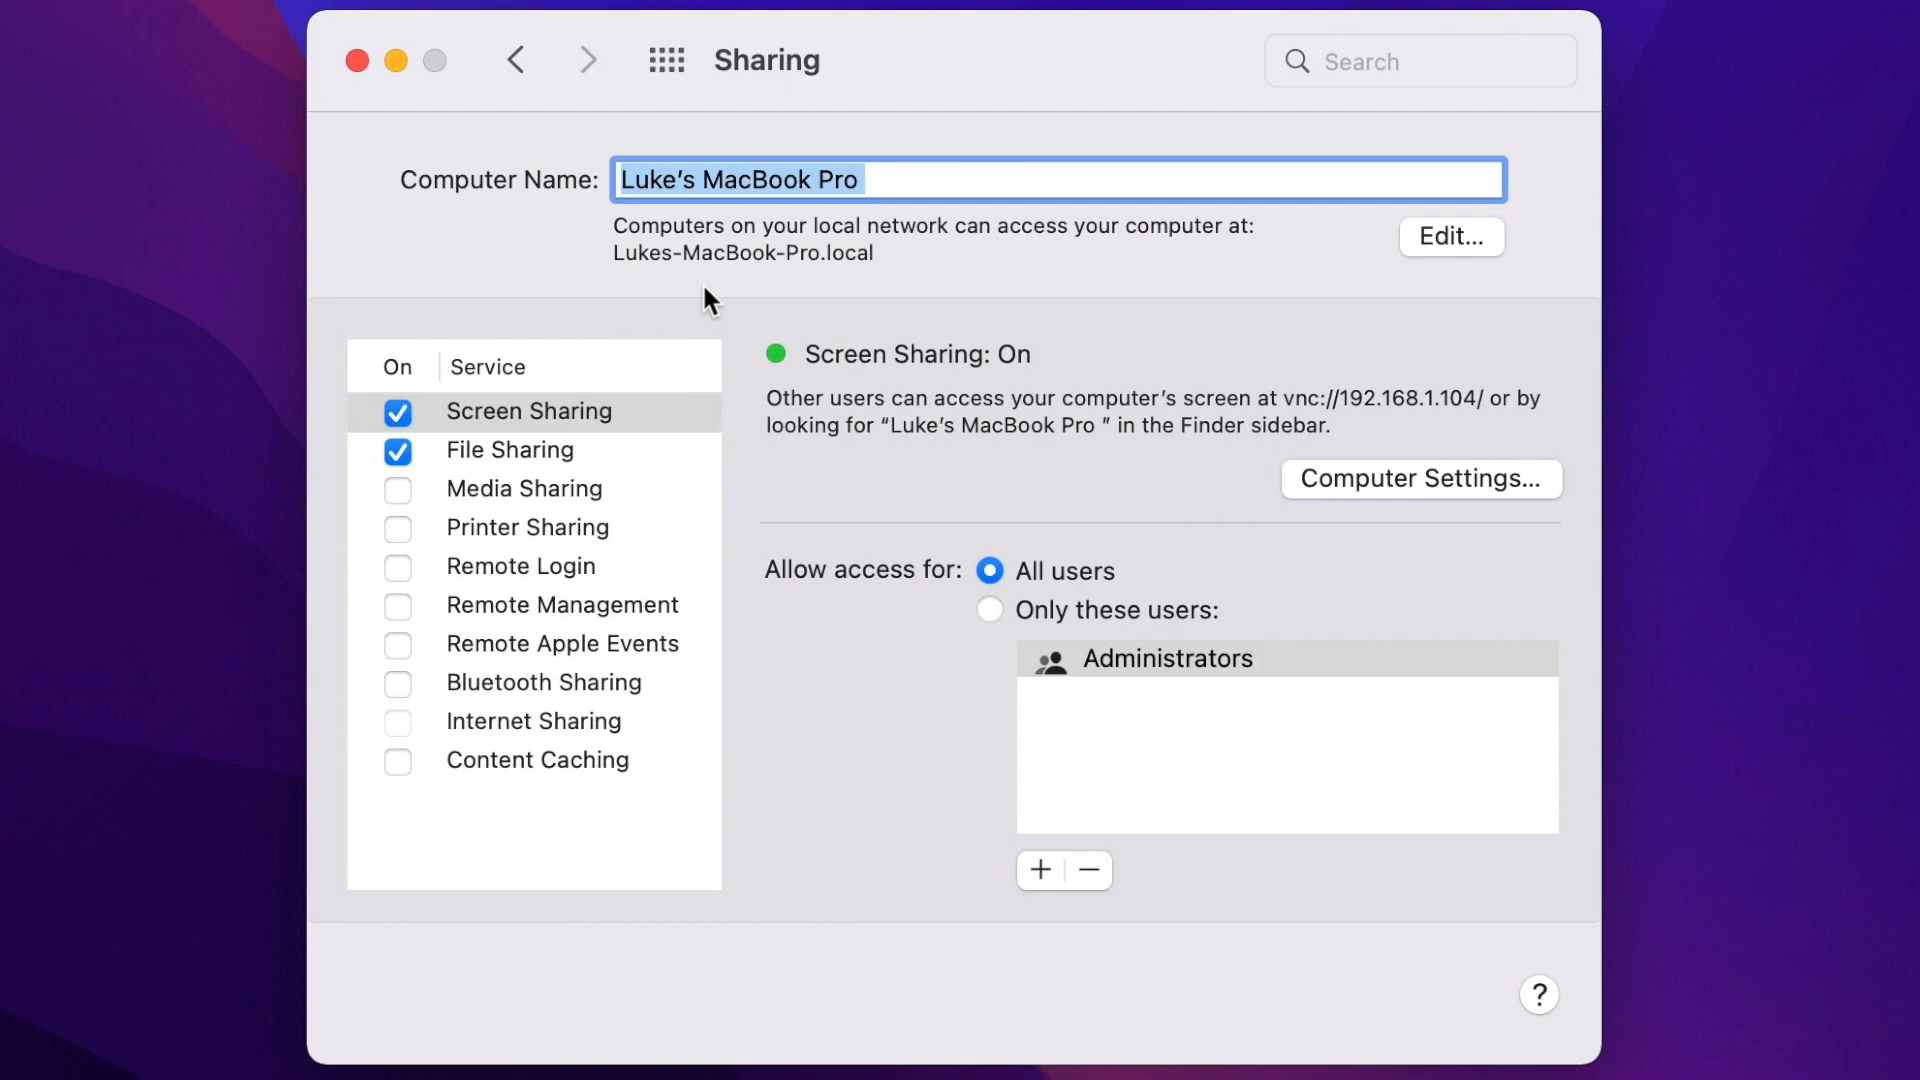 Sharing
Search
Computer Name: Luke’s MacBook Pro
Computers on your local network can access your computer at:
Lukes-MacBook-Pro.local
Edit...
On Service
Screen Sharing
File Sharing
Media Sharing
Printer Sharing
Remote Login
Remote Management
Remote Apple Events
Bluetooth Sharing
Internet Sharing
Content Caching
Screen Sharing: On
Other users can access your computer’s screen at vnc://192.168.1.104/ or by
looking for “Luke’s MacBook Pro ” in the Finder sidebar.
Computer Settings...
Allow access for: All users
Only these users:
Administrators
+ −
?